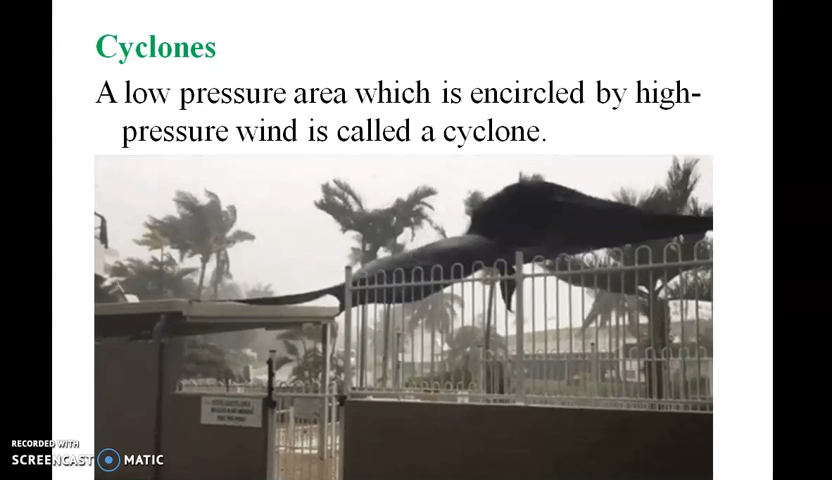 Cyclones
A low pressure area which is encircled by high-
pressure wind is called a cyclone.
RECORDED WITH
SCREENCAST MATIC